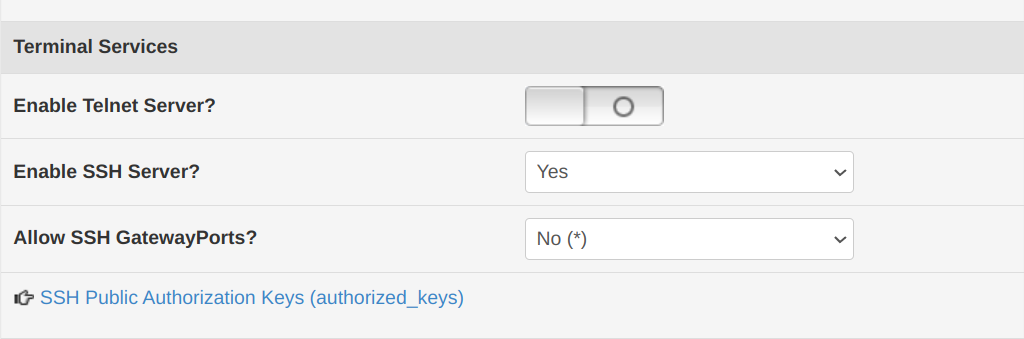 Terminal Services
Enable Telnet Server?
Enable SSH Server? Yes
Allow SSH GatewayPorts? No (*)
SSH Public Authorization Keys (authorized_keys)